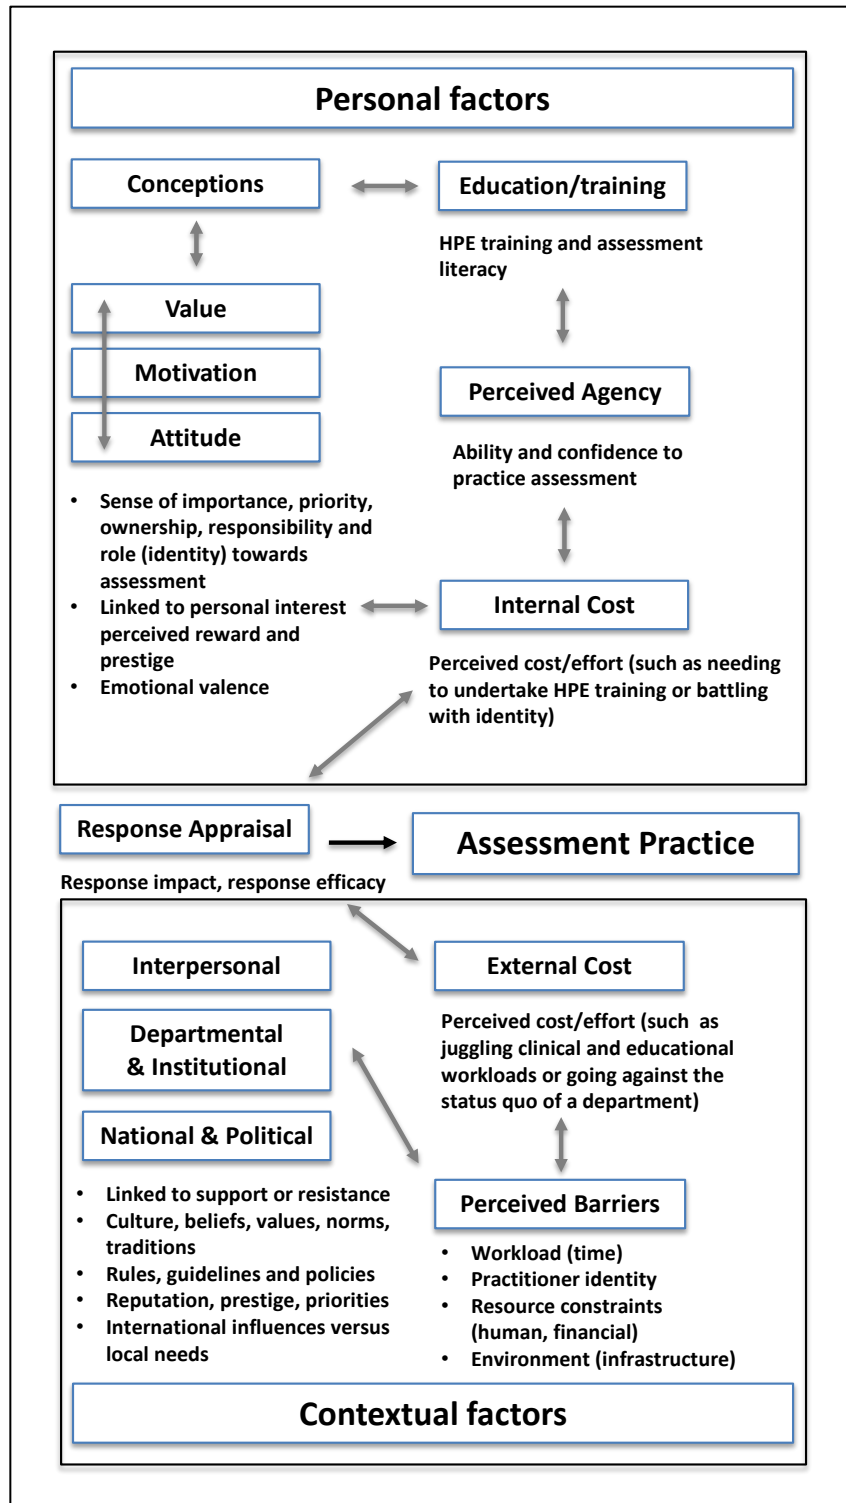 Personal factors
Conceptions
Education/training
HPE training and assessment
literacy
Value
Motivation
Attitude
Perceived Agency
Ability and confidence to
practice assessment
• Sense of importance, priority,
ownership, responsibility and
role (identity) towards
assessment
• Linked to personal interest
perceived reward and
prestige
• Emotional valence
Internal Cost
Perceived cost/effort (such as needing
to undertake HPE training or battling
with identity)
Response Appraisal
Assessment Practice
Response impact, response efficacy
Interpersonal
External Cost
Departmental
& Institutional
Perceived cost/effort (such as
juggling clinical and educational
workloads or going against the
status quo of a department)
National & Political
• Linked to support or resistance
• Culture, beliefs, values, norms,
traditions
• Rules, guidelines and policies
• Reputation, prestige, priorities
• International influences versus
local needs
Perceived Barriers
• Workload (time)
• Practitioner identity
• Resource constraints
(human, financial)
• Environment (infrastructure)
Contextual factors